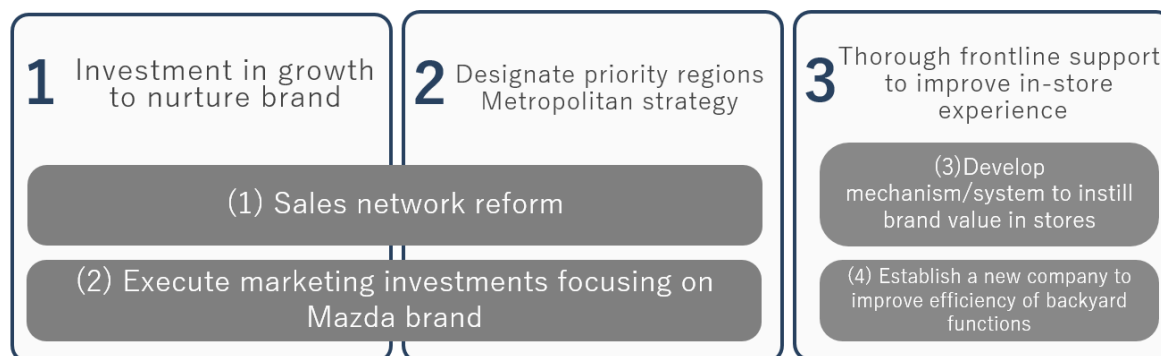 1
Investment in growth
to nurture brand
2
Designate priority regions
Metropolitan strategy
3
Thorough frontline support
to improve in-store
experience
(1) Sales network reform
(2) Execute marketing investments focusing on
Mazda brand
(3)Develop
mechanism/system to instill
brand value in stores
(4) Establish a new company to
improve efficiency of backyard
functions